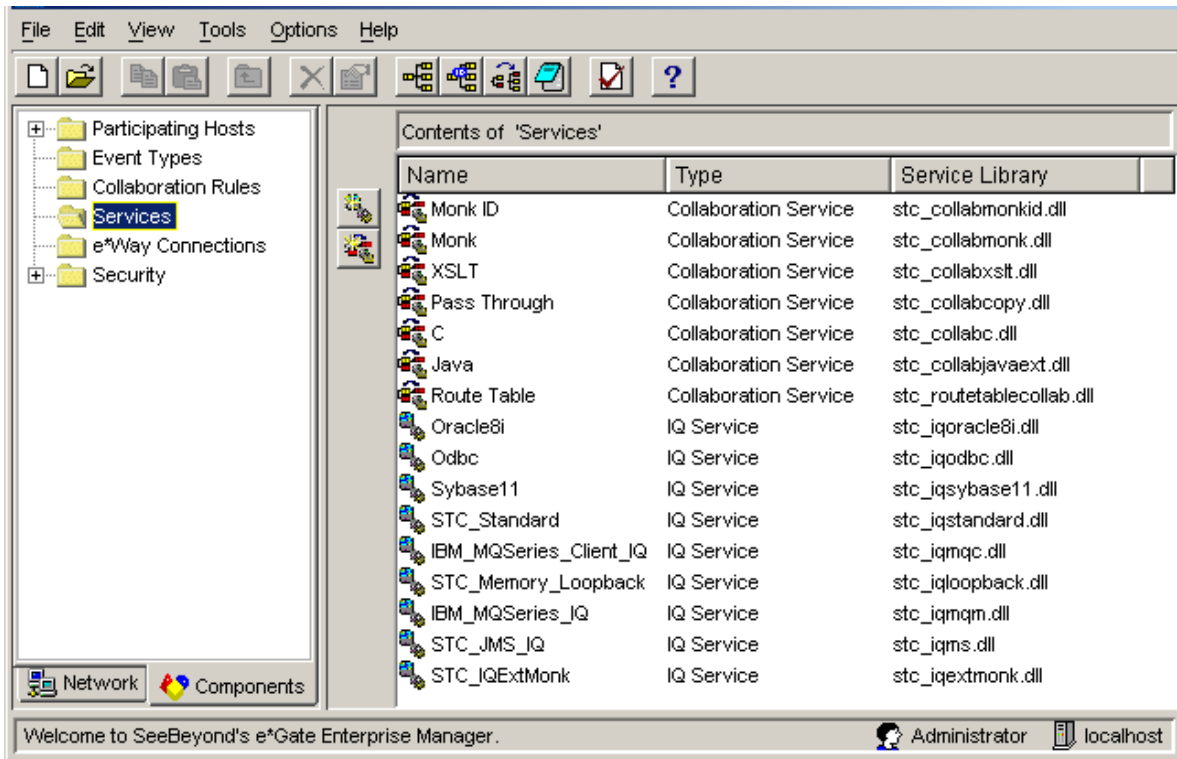 File Edit View Tools Options Help
?
Participating Hosts
Event Types
Collaboration Rules
Services
e*Way Connections
Security
Network Components
Contents of 'Services'
Name Type Service Library
Monk ID Collaboration Service stc_collabmonkid.dll
Monk Collaboration Service stc_collabmonk.dll
XSLT Collaboration Service stc_collabxslt.dll
Pass Through Collaboration Service stc_collabcopy.dll
C Collaboration Service stc_collabc.dll
Java Collaboration Service stc_collabjavaext.dll
Route Table Collaboration Service stc_routetablecollab.dll
Oracle8i IQ Service stc_iqoracle8i.dll
Odbc IQ Service stc_iqodbc.dll
Sybase11 IQ Service stc_iqsybase11.dll
STC_Standard IQ Service stc_iqstandard.dll
IBM_MQSeries_Client_IQ IQ Service stc_iqmqc.dll
STC_Memory_Loopback IQ Service stc_iqloopback.dll
IBM_MQSeries_IQ IQ Service stc_iqmqm.dll
STC_JMS_IQ IQ Service stc_iqms.dll
STC_IQExtMonk IQ Service stc_iqextmonk.dll
Welcome to SeeBeyond's e*Gate Enterprise Manager. Administrator localhost